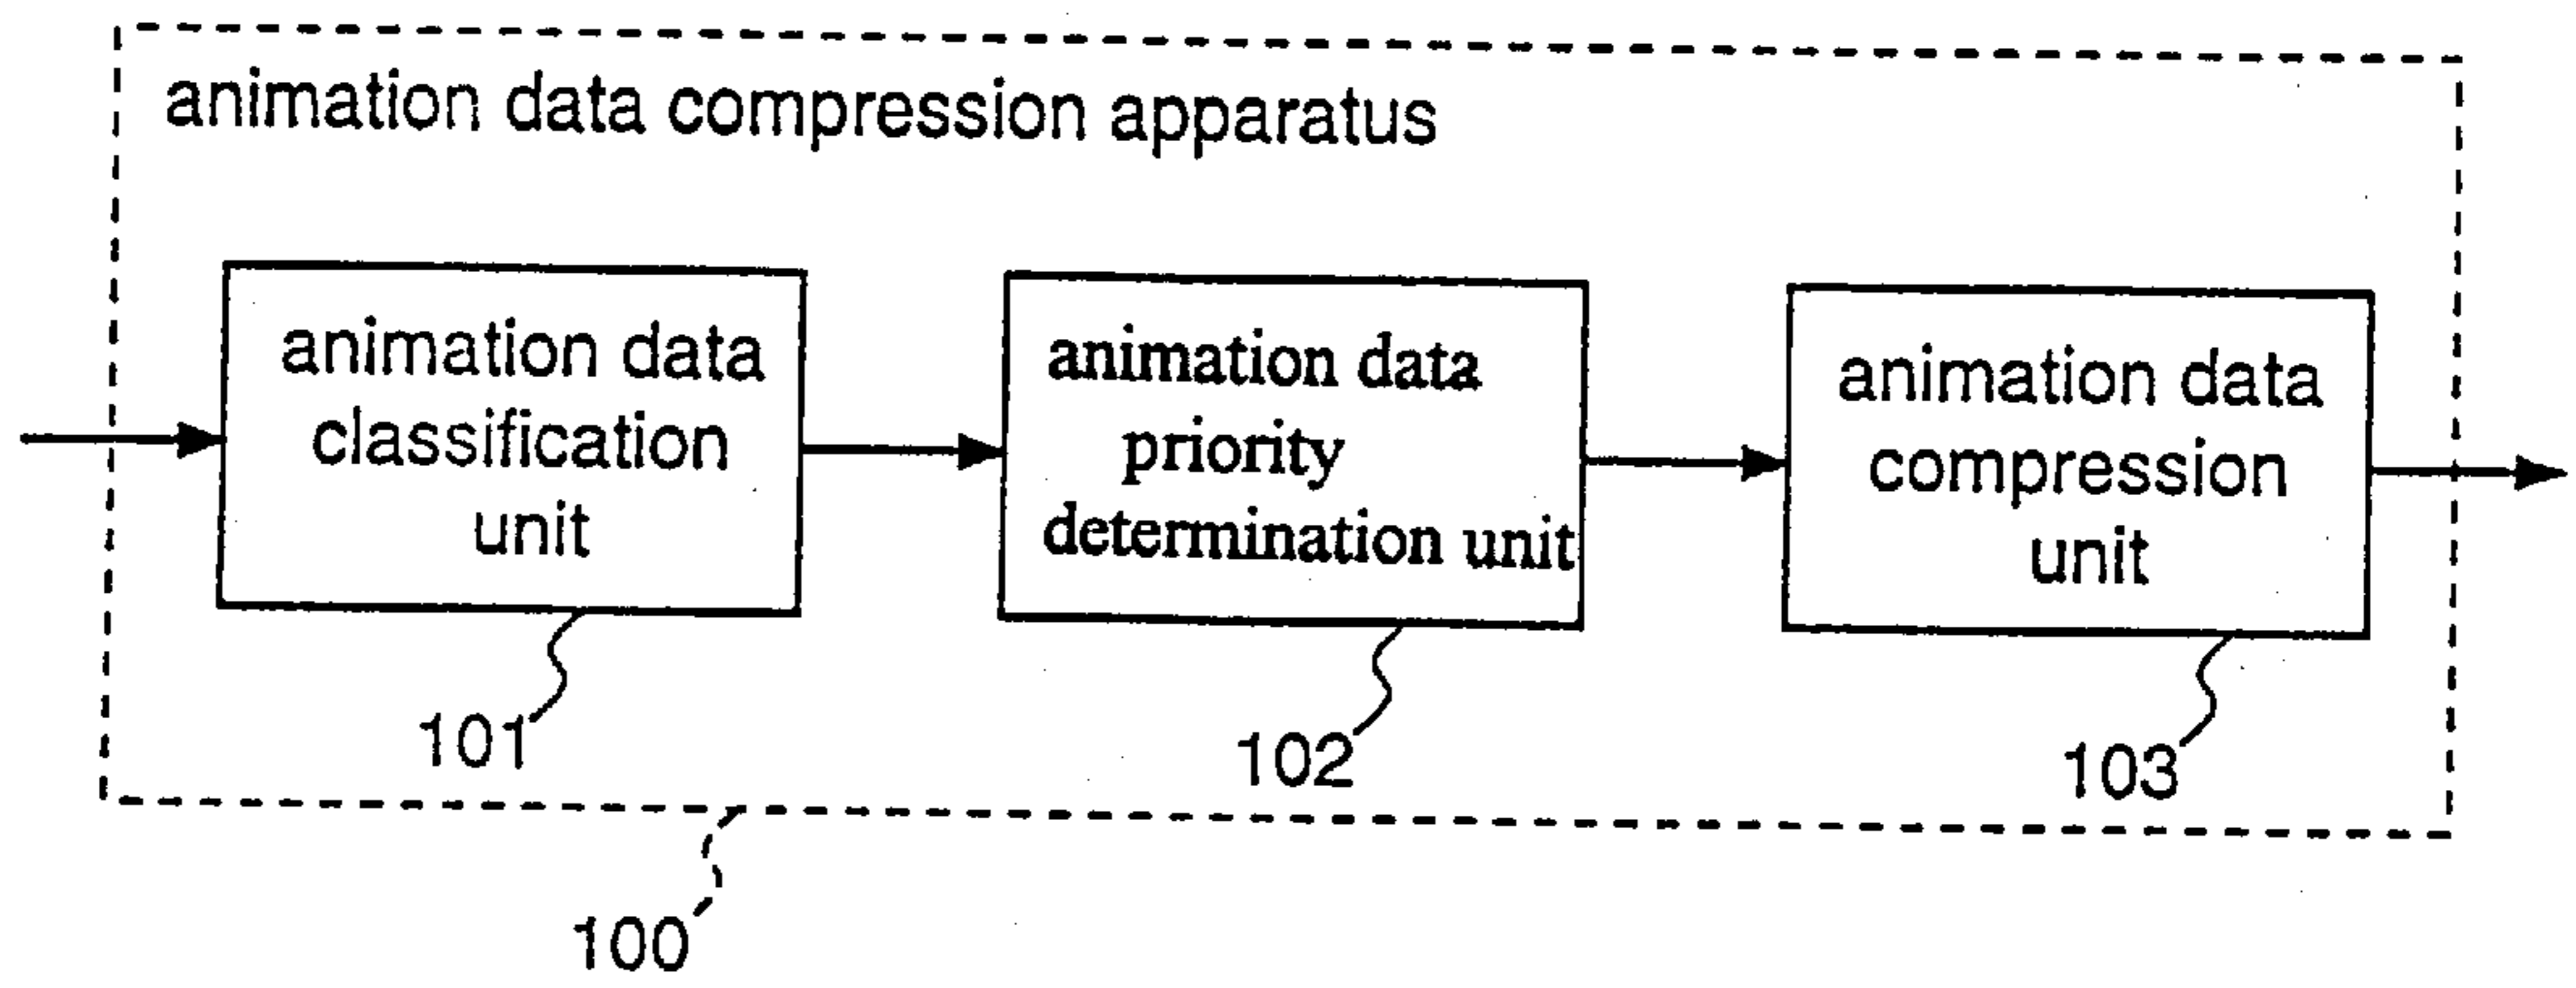 animation data compression apparatus
animation data
classification
unit
animation data
priority
determination unit
animation data
compression
unit
101
102
103
100